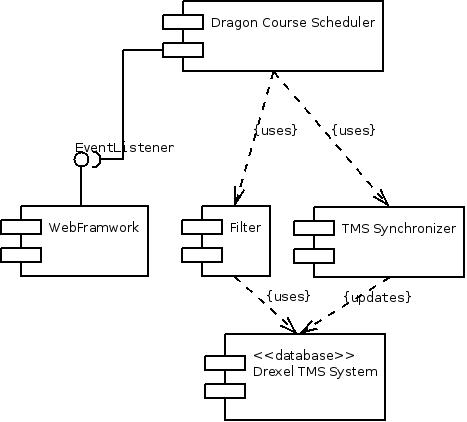 Dragon Course Scheduler
{uses}
{uses}
EventListener
WebFramwork
Filter
TMS Synchronizer
{uses}
{updates}
<<database>>
Drexel TMS System